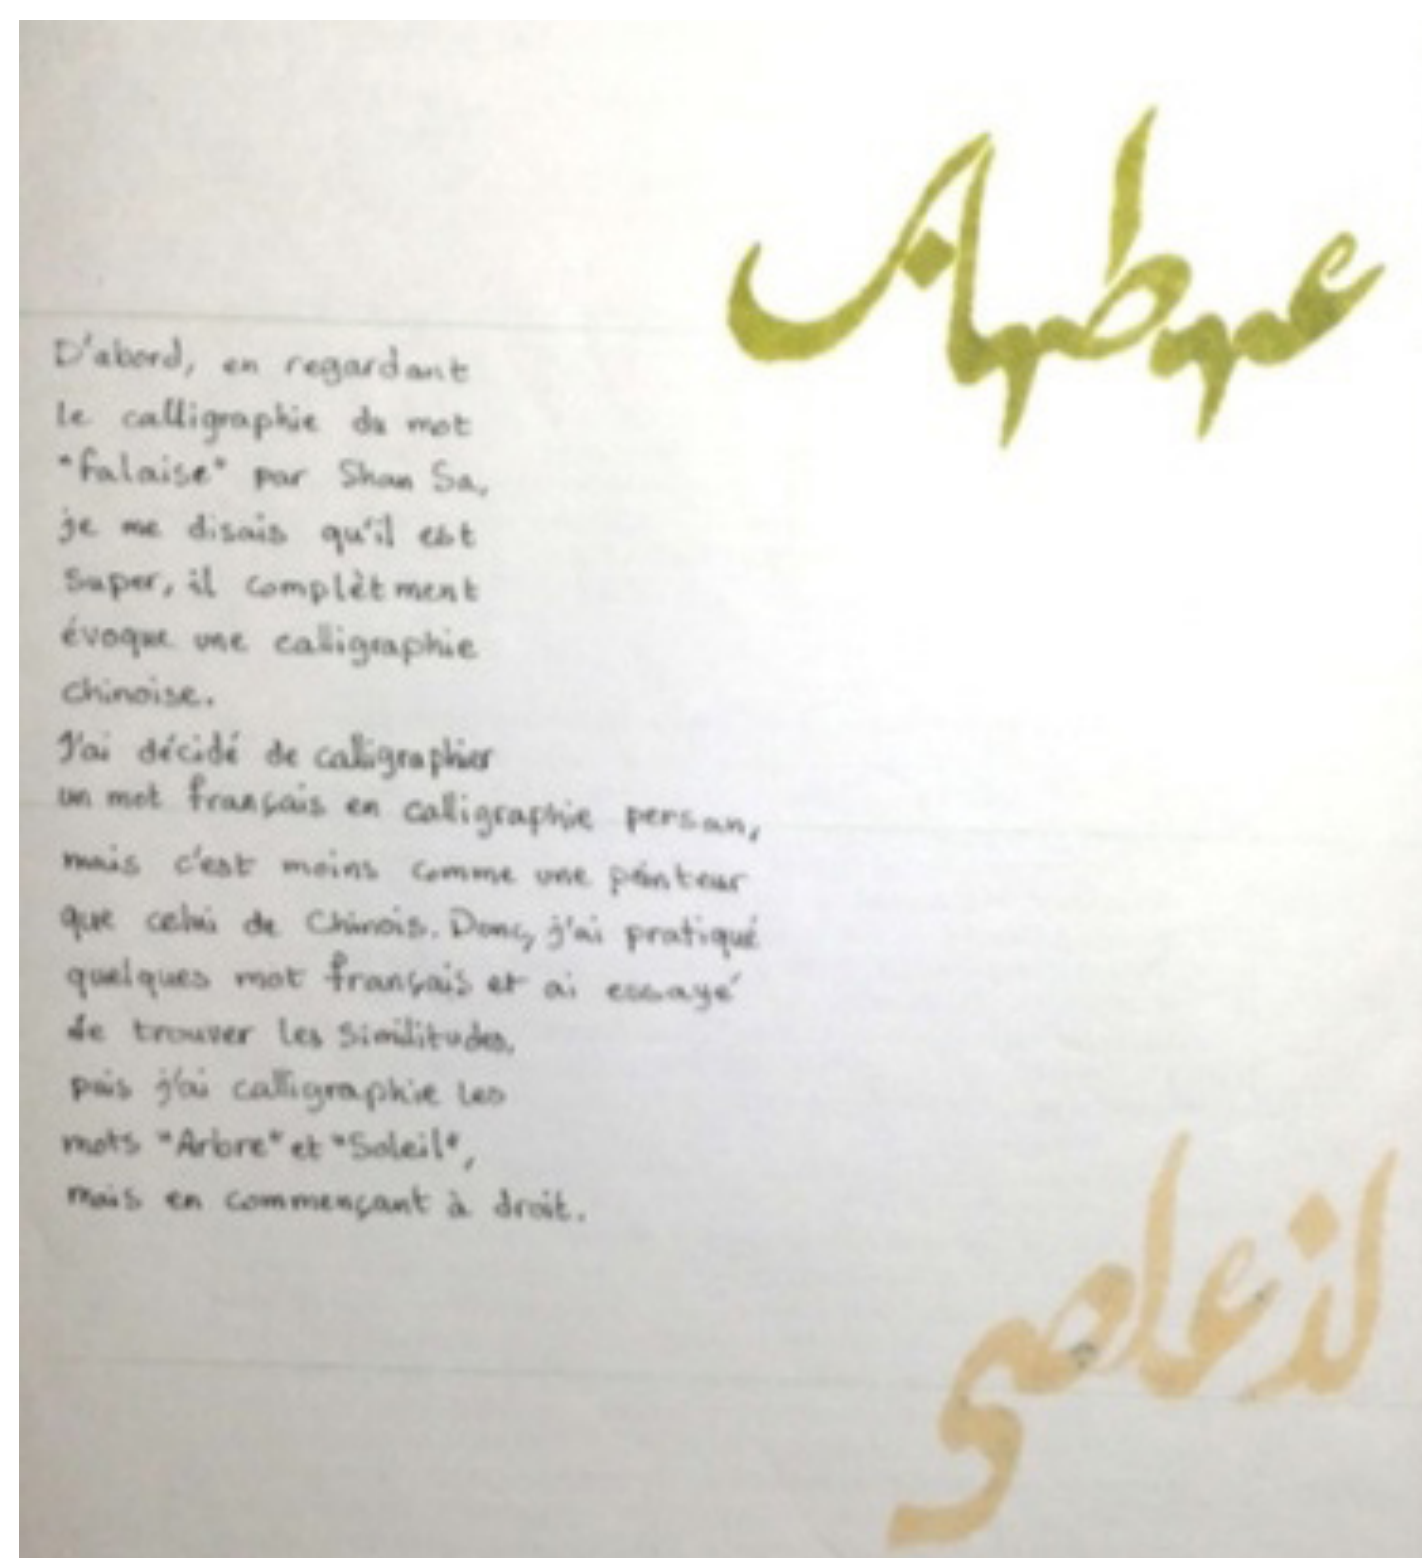 D'abord, en regardant
le calligraphie du mot
"falaise" par Shan Sa,
je me disais qu'il est
super, il complètment
évoque une calligraphie
chinoise.
J'ai décidé de calligraphier
un mot français en calligraphie persan,
mais c'est moins comme une peinteur
que celui de Chinois. Donc, j'ai pratiqué
quelques mot français et ai essayé
de trouver les similitudes,
puis j'ai calligraphie les
mots "Arbre" et "Soleil",
mais en commençant à droit.